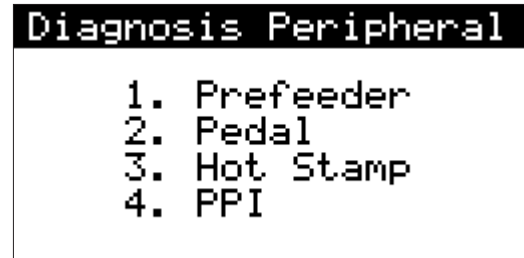 Diagnosis Peripheral
1. Prefeeder
2. Pedal
3. Hot Stamp
4. PPI